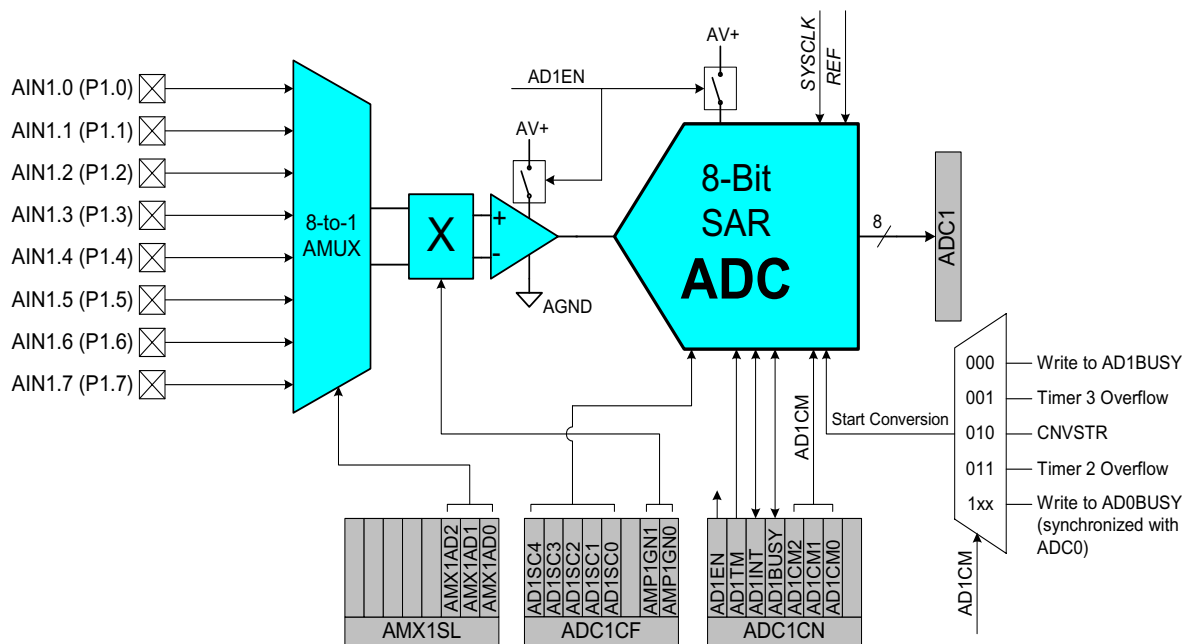 AV+
SYSCLK
REF
AD1EN
AIN1.0 (P1.0)
AIN1.1 (P1.1)
AIN1.2 (P1.2)
AIN1.3 (P1.3)
AIN1.4 (P1.4)
AIN1.5 (P1.5)
AIN1.6 (P1.6)
AIN1.7 (P1.7)
8-to-1
AMUX
X
AV+
+
-
AGND
8-Bit
SAR
ADC
8
ADC1
000
Write to AD1BUSY
001
Timer 3 Overflow
010
CNVSTR
011
Timer 2 Overflow
1xx
Write to AD0BUSY
(synchronized with
ADC0)
Start Conversion
AD1CM
AD1CM
AMX1AD2
AMX1AD1
AMX1AD0
AMX1SL
AD1SC4
AD1SC3
AD1SC2
AD1SC1
AD1SC0
AMP1GN1
AMP1GN0
ADC1CF
AD1EN
AD1TM
AD1INT
AD1BUSY
AD1CM2
AD1CM1
AD1CM0
ADC1CN